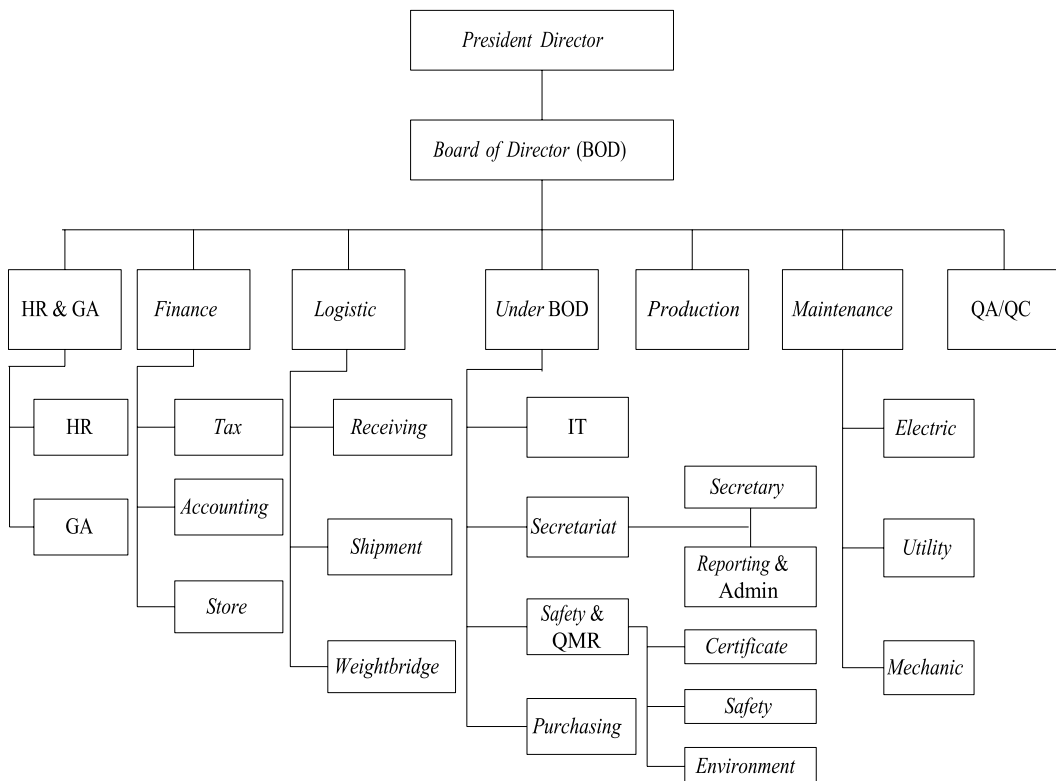 President Director
Board of Director (BOD)
HR & GA
Finance
Logistic
Under BOD
Production
Maintenance
QA/QC
HR
Tax
Receiving
IT
Electric
Secretary
GA
Accounting
Shipment
Secretariat
Reporting &
Admin
Utility
Store
Weightbridge
Safety &
QMR
Certificate
Mechanic
Purchasing
Safety
Environment